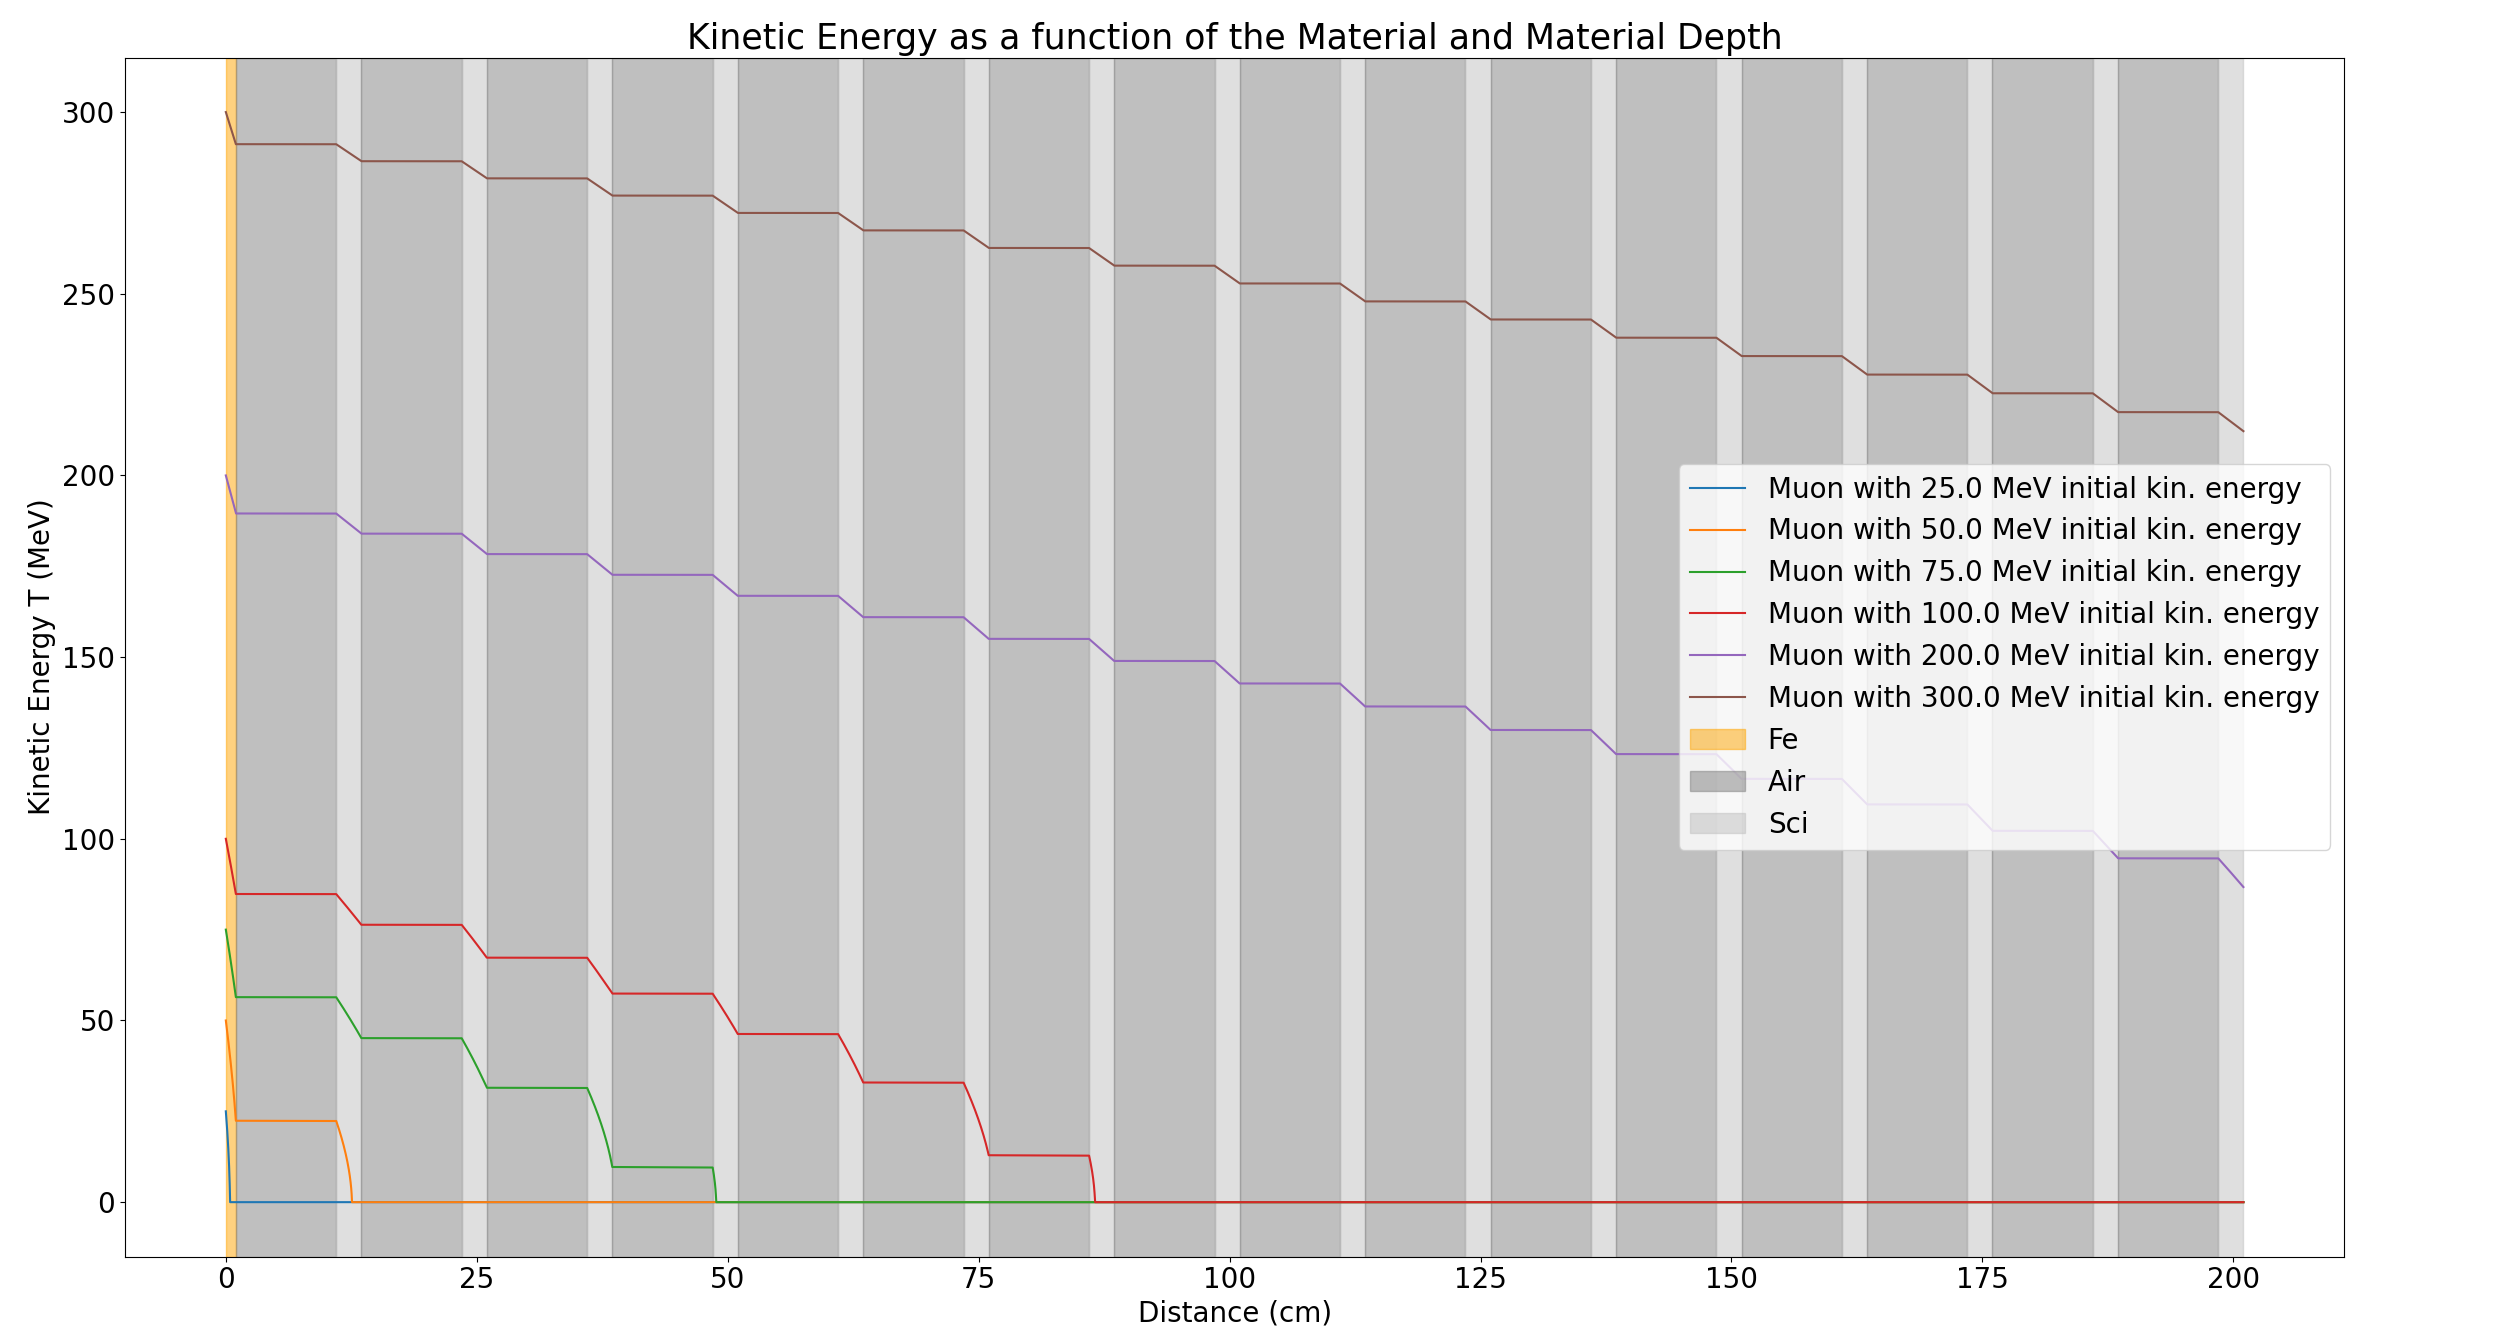 Kinetic Energy as a function of the Material and Material Depth
Kinetic Energy T (MeV)
300
250
200
150
100
50
0
Muon with 25.0 MeV initial kin. energy
Muon with 50.0 MeV initial kin. energy
Muon with 75.0 MeV initial kin. energy
Muon with 100.0 MeV initial kin. energy
Muon with 200.0 MeV initial kin. energy
Muon with 300.0 MeV initial kin. energy
Fe
Air
Sci
0 25 50 75 100 125 150 175 200
Distance (cm)